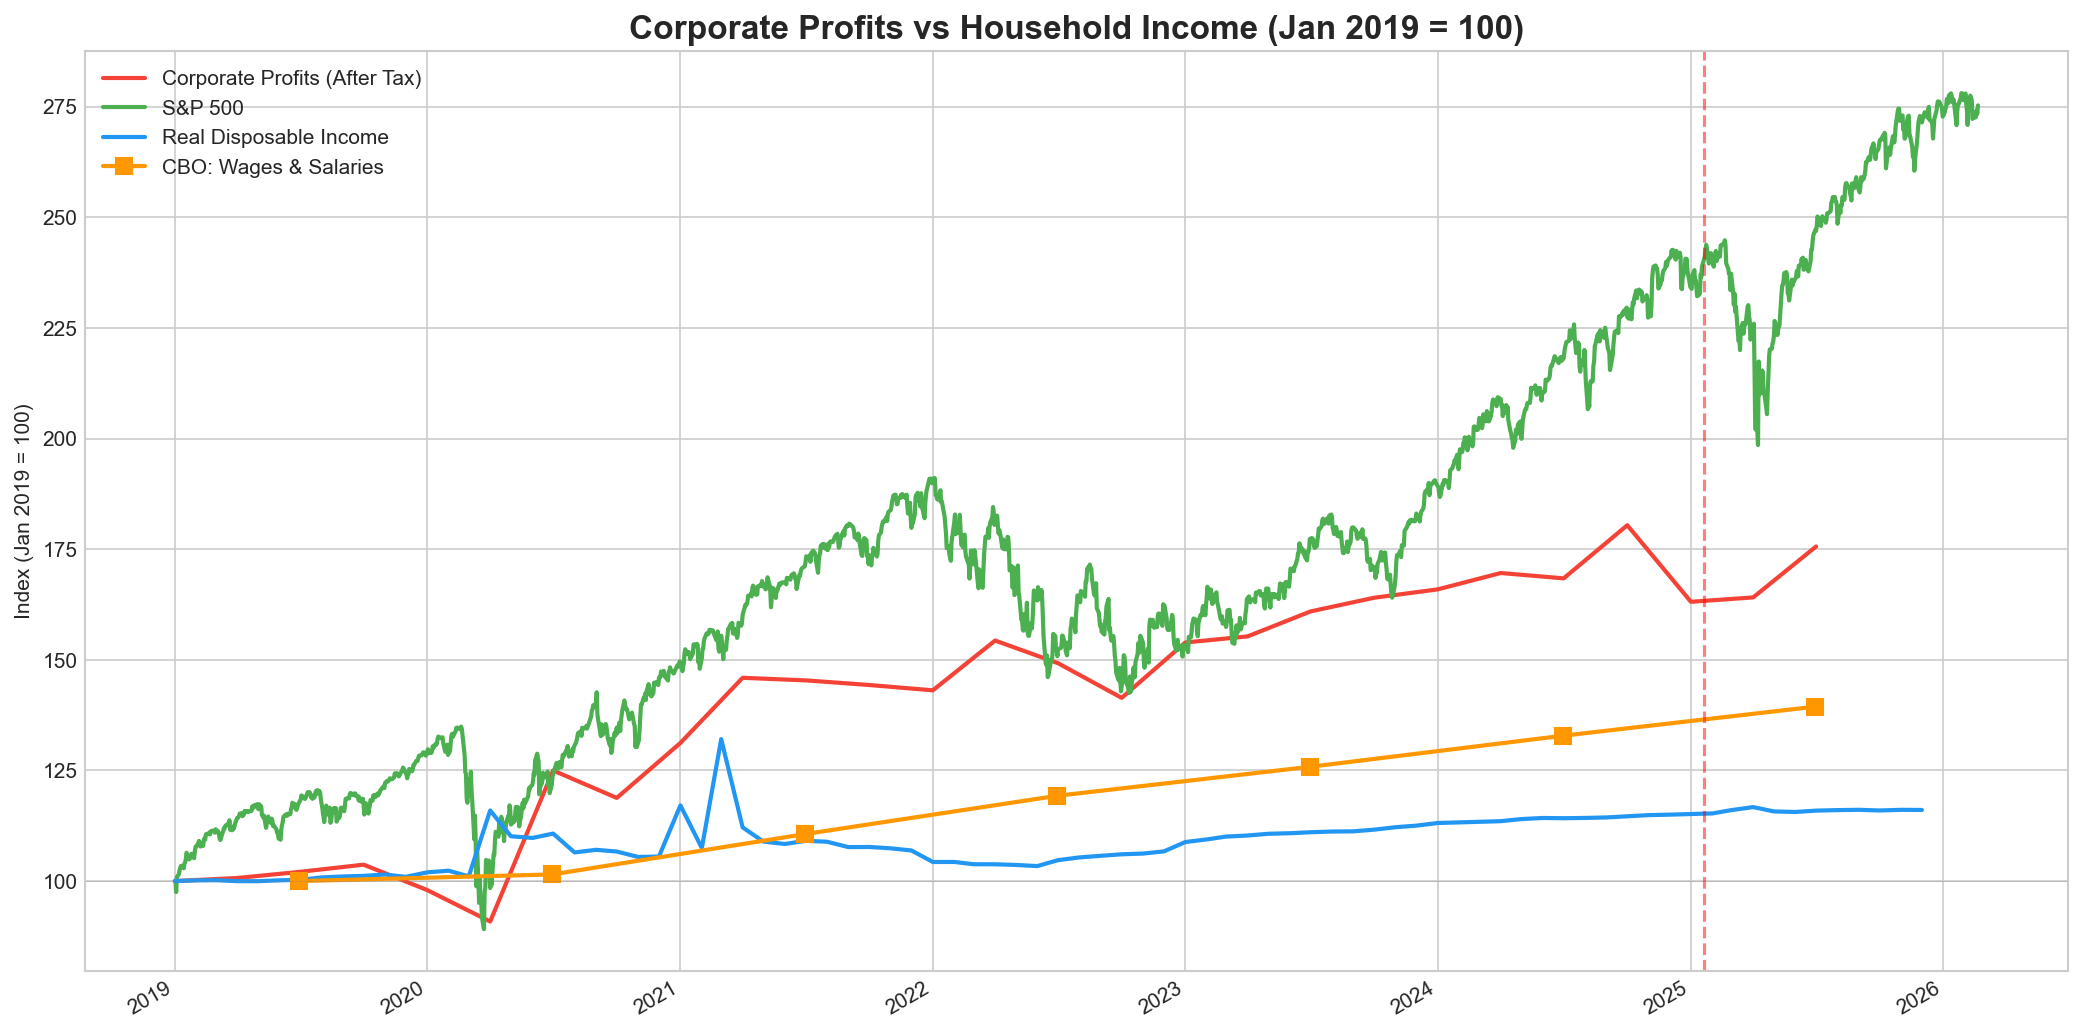 Corporate Profits vs Household Income (Jan 2019 = 100)
Corporate Profits (After Tax)
S&P 500
Real Disposable Income
CBO: Wages & Salaries
Index (Jan 2019 = 100)
275
250
225
200
175
150
125
100
2019
2020
2021
2022
2023
2024
2025
2026